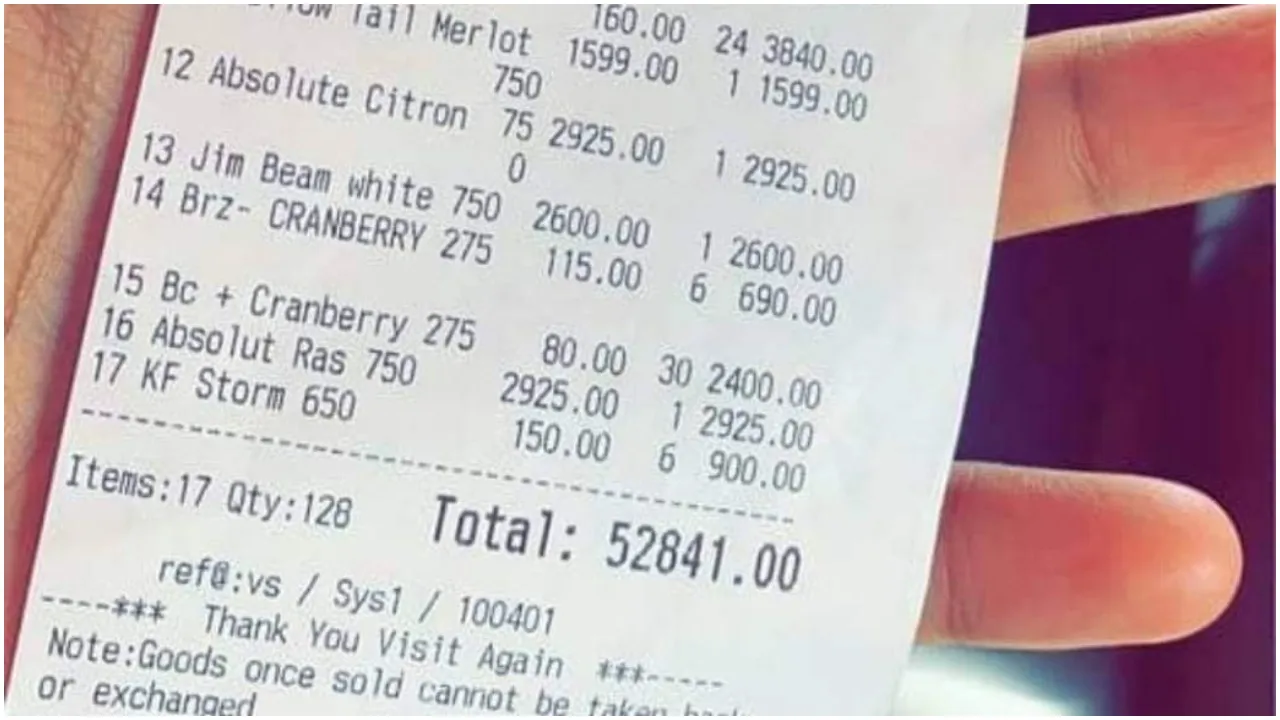 160.00 24 3840.00
Tail Merlot 1599.00 1 1599.00
750
12 Absolute Citron 75 2925.00 1 2925.00
0
13 Jim Beam white 750 2600.00 1 2600.00
14 Brz- CRANBERRY 275 115.00 6 690.00
15 Bc + Cranberry 275 80.00 30 2400.00
16 Absolut Ras 750 2925.00 1 2925.00
17 KF Storm 650 150.00 6 900.00
Items:17 Qty:128 Total: 52841.00
ref@:vs / Sys1 / 100401
----*** Thank You Visit Again ***-----
Note:Goods once sold cannot be taken back
or exchanged